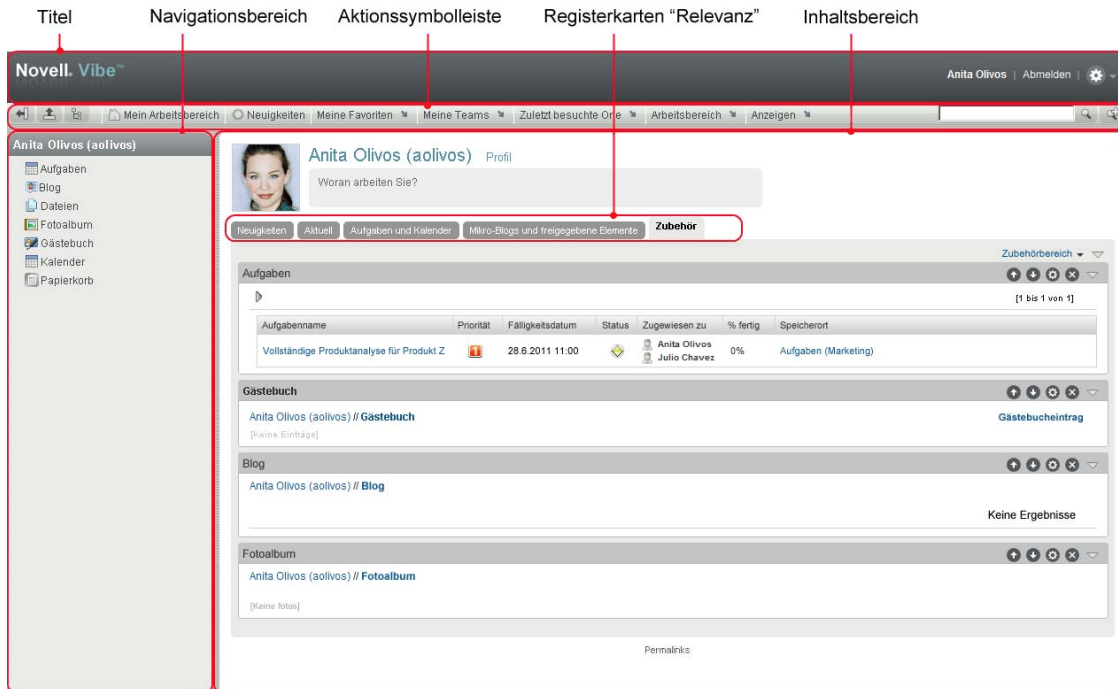 Titel Navigationsbereich Aktionssymbolleiste Registerkarten “Relevanz” Inhaltsbereich
Novell. Vibe™
Anita Olivos | Abmelden |
Mein Arbeitsbereich Neuigkeiten Meine Favoriten Meine Teams Zuletzt besuchte Orte Arbeitsbereich Anzeigen
Anita Olivos (aolivos)
Aufgaben
Blog
Dateien
Fotoalbum
Gästebuch
Kalender
Papierkorb
Anita Olivos (aolivos) Profil
Woran arbeiten Sie?
Neuigkeiten Aktuell Aufgaben und Kalender Mikro-Blogs und freigegebene Elemente Zubehör
Zubehörbereich
Aufgaben
[1 bis 1 von 1]
Aufgabenname Priorität Fälligkeitsdatum Status Zugewiesen zu % fertig Speicherort
Vollständige Produktanalyse für Produkt Z 1 28.6.2011 11:00 Anita Olivos 0% Aufgaben (Marketing)
Julio Chavez
Gästebuch
Anita Olivos (aolivos) // Gästebuch Gästebucheintrag
[Keine Einträge]
Blog
Anita Olivos (aolivos) // Blog
Keine Ergebnisse
Fotoalbum
Anita Olivos (aolivos) // Fotoalbum
[Keine fotos]
Permalinks